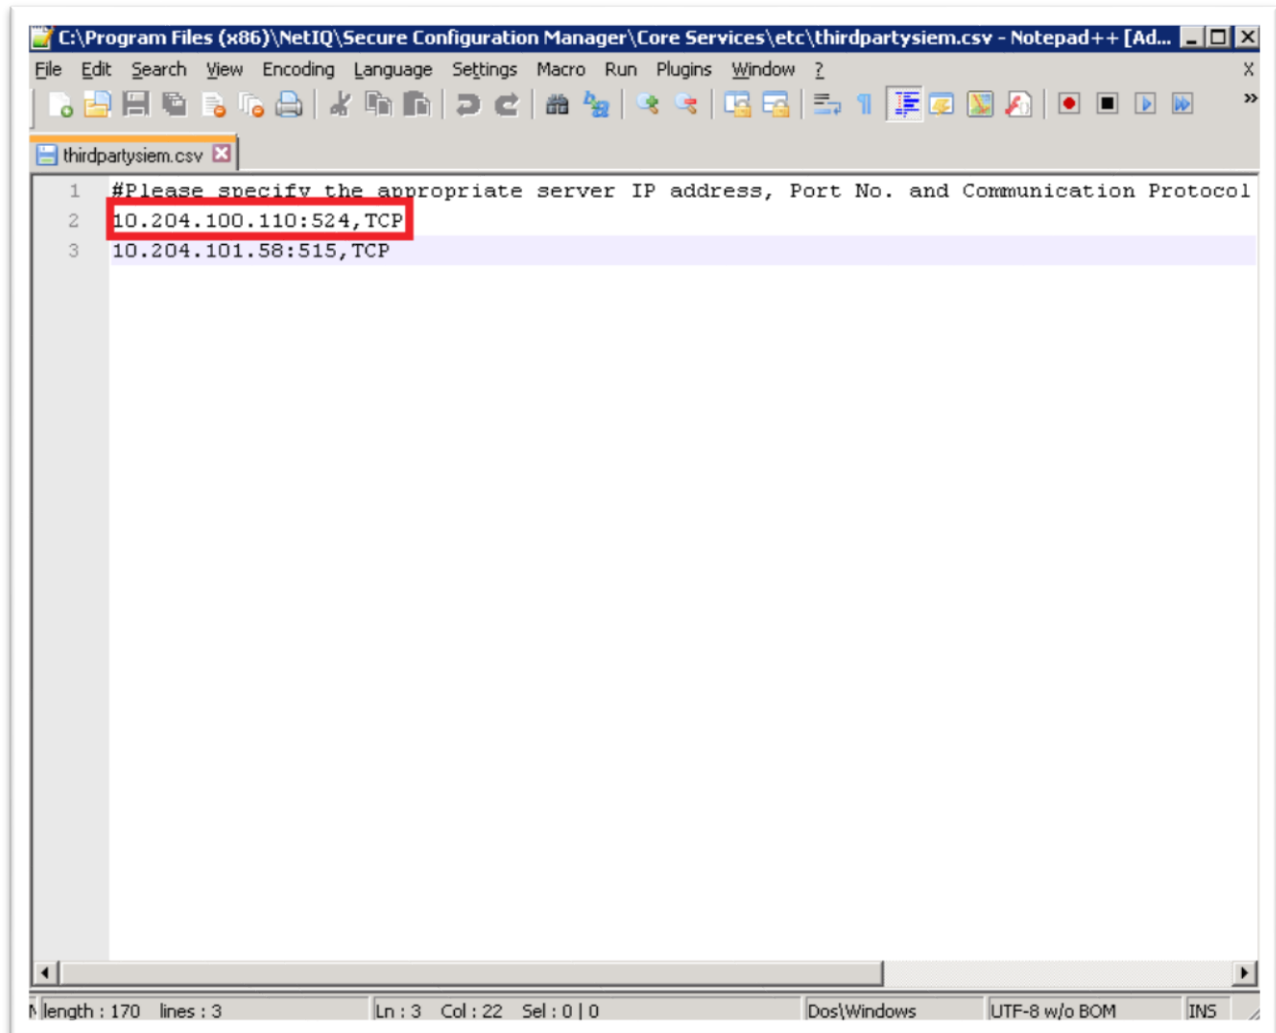 C:\Program Files (x86)\NetIQ\Secure Configuration Manager\Core Services\etc\thirdpartysiem.csv - Notepad++ [Ad...
File Edit Search View Encoding Language Settings Macro Run Plugins Window ? X
thirdpartysiem.csv
1 #Please specify the appropriate server IP address, Port No. and Communication Protocol
2 10.204.100.110:524,TCP
3 10.204.101.58:515,TCP
length : 170 lines : 3 Ln : 3 Col : 22 Sel : 0 | 0 Dos\Windows UTF-8 w/o BOM INS